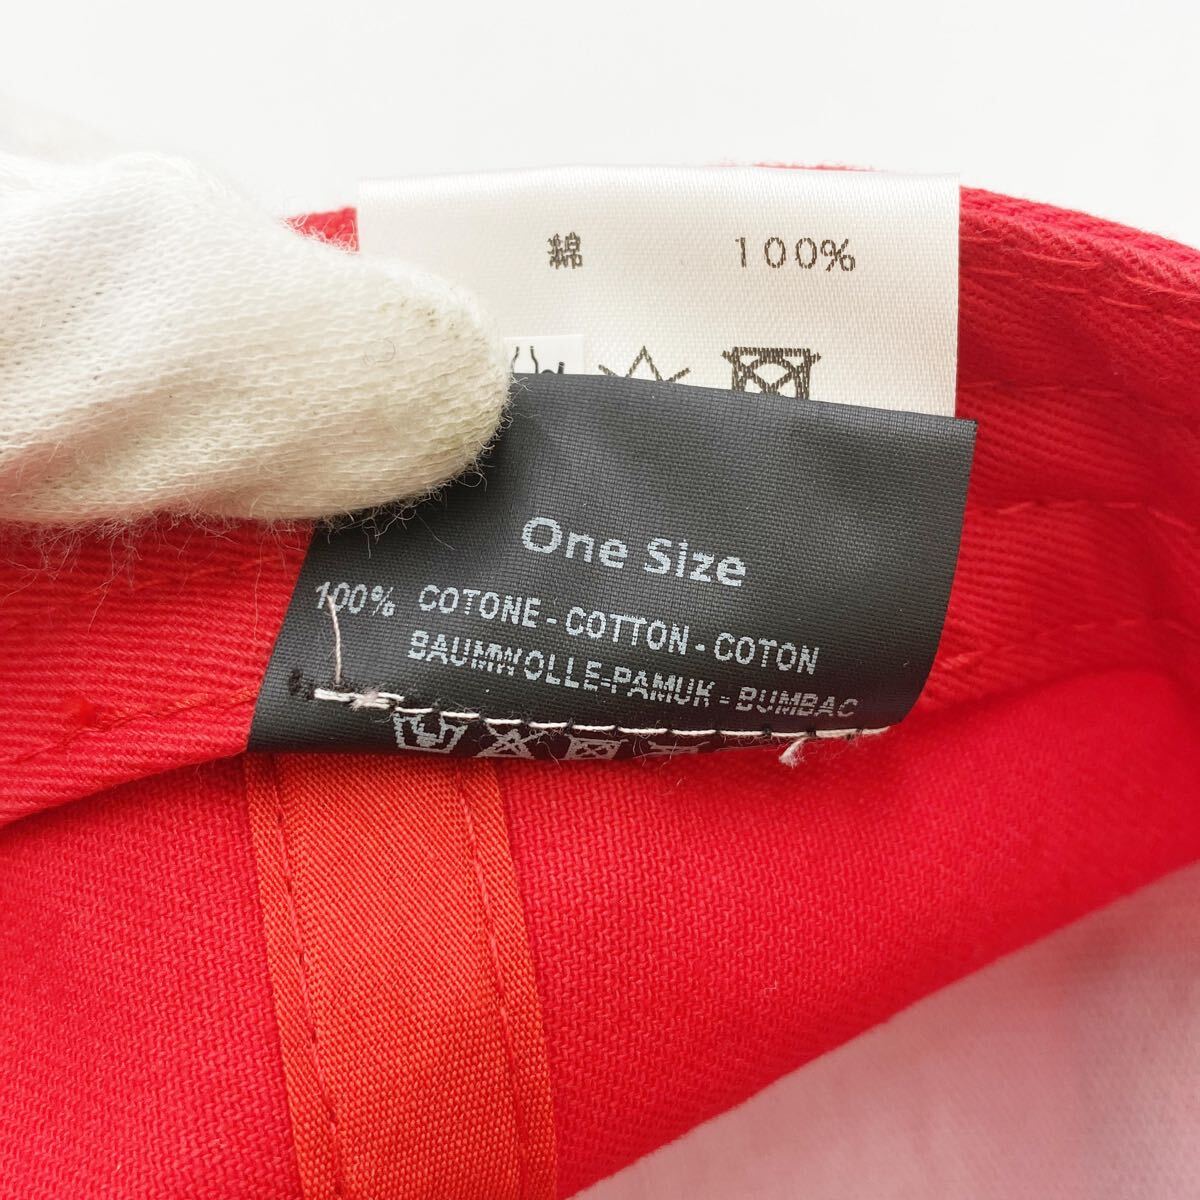 綿 100%
One Size
100% COTONE - COTTON - COTON
BAUMWOLLE-PAMUK - BUMBAC